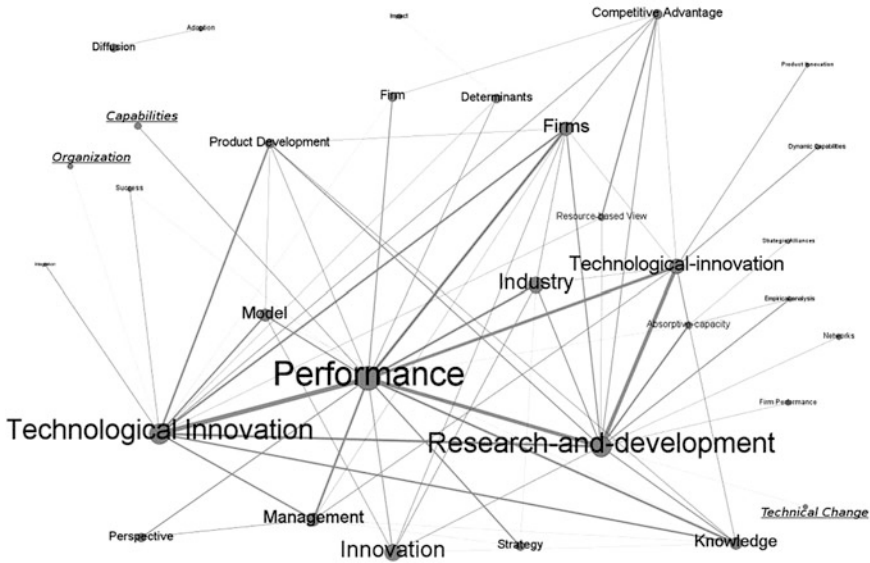 Impact
Competitive Advantage
Adoption
Diffusion
Product Innovation
Firm
Determinants
Capabilities
Firms
Product Development
Dynamic Capabilities
Organization
Success
Resource-based View
Strategic Alliances
Technological-innovation
Industry
Empirical analysis
Model
Absorptive-capacity
Networks
Performance
Firm Performance
Technological Innovation
Research-and-development
Technical Change
Management
Perspective
Innovation
Strategy
Knowledge